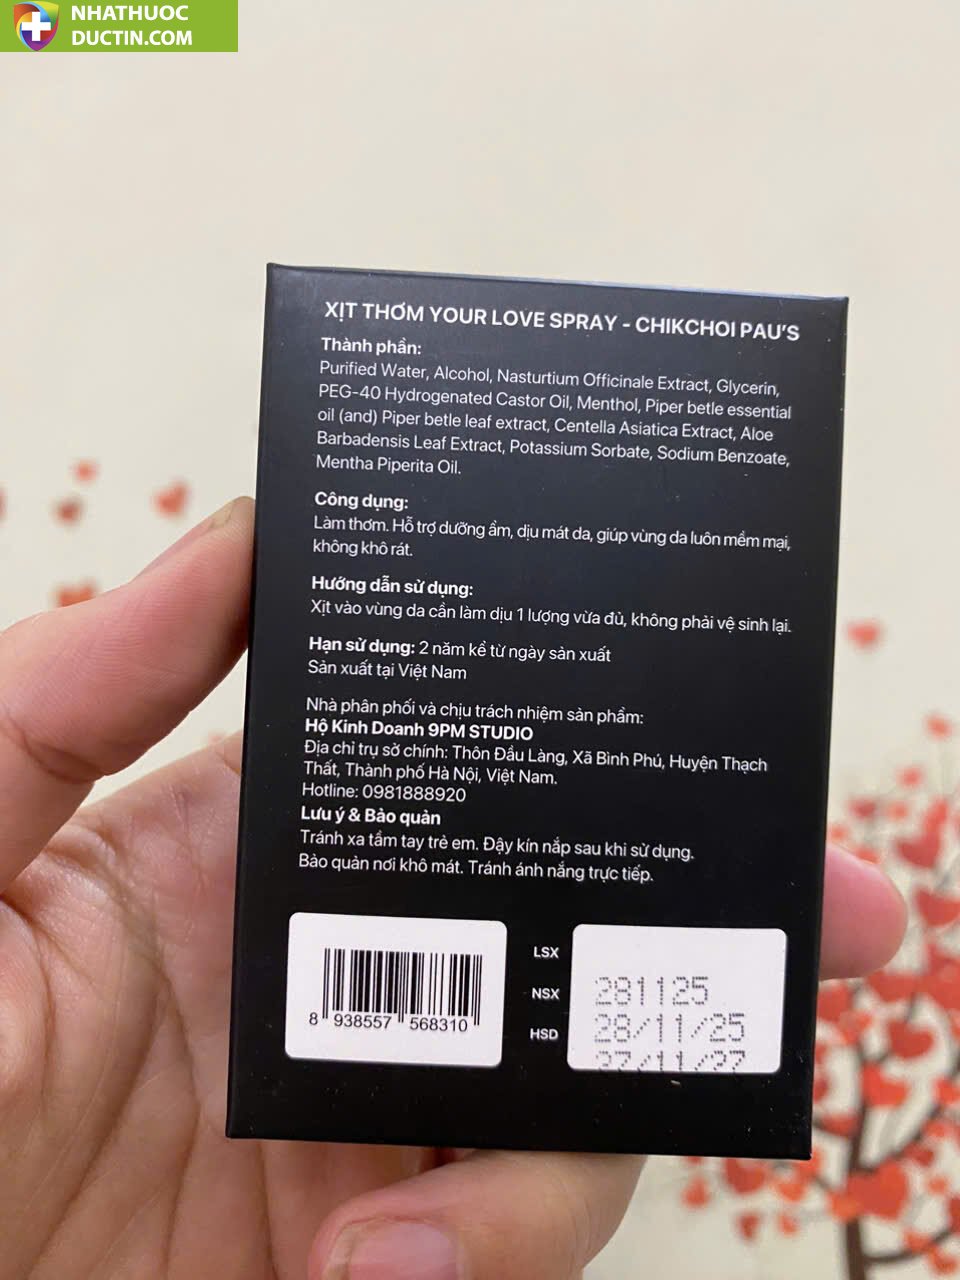 NHATHUOC
DUCTIN.COM
XỊT THƠM YOUR LOVE SPRAY - CHIKCHOI PAU'S
Thành phần:
Purified Water, Alcohol, Nasturtium Officinale Extract, Glycerin,
PEG-40 Hydrogenated Castor Oil, Menthol, Piper betle essential
oil (and) Piper betle leaf extract, Centella Asiatica Extract, Aloe
Barbadensis Leaf Extract, Potassium Sorbate, Sodium Benzoate,
Mentha Piperita Oil.
Công dụng:
Làm thơm. Hỗ trợ dưỡng ẩm, dịu mát da, giúp vùng da luôn mềm mại,
không khô rát.
Hướng dẫn sử dụng:
Xịt vào vùng da cần làm dịu 1 lượng vừa đủ, không phải vệ sinh lại.
Hạn sử dụng: 2 năm kể từ ngày sản xuất
Sản xuất tại Việt Nam
Nhà phân phối và chịu trách nhiệm sản phẩm:
Hộ Kinh Doanh 9PM STUDIO
Địa chỉ trụ sở chính: Thôn Đầu Làng, Xã Bình Phú, Huyện Thạch
Thất, Thành phố Hà Nội, Việt Nam.
Hotline: 0981888920
Lưu ý & Bảo quản
Tránh xa tầm tay trẻ em. Đậy kín nắp sau khi sử dụng.
Bảo quản nơi khô mát. Tránh ánh nắng trực tiếp.
LSX 281125
NSX 28/11/25
HSD 27/11/27
8 938557 568310